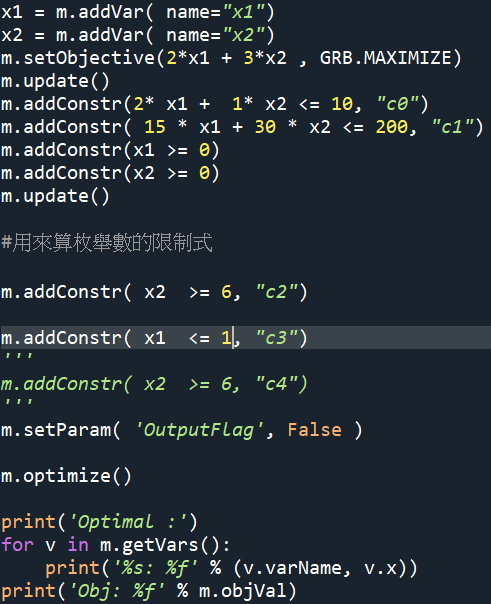 x1 = m.addVar( name="x1")
x2 = m.addVar( name="x2")
m.setObjective(2*x1 + 3*x2 , GRB.MAXIMIZE)
m.update()
m.addConstr(2* x1 +  1* x2 <= 10, "c0")
m.addConstr( 15 * x1 + 30 * x2 <= 200, "c1")
m.addConstr(x1 >= 0)
m.addConstr(x2 >= 0)
m.update()
#用來算枚舉數的限制式
m.addConstr( x2  >= 6, "c2")
m.addConstr( x1  <= 1, "c3")
'''
m.addConstr( x2  >= 6, "c4")
'''
m.setParam( 'OutputFlag', False )
m.optimize()
print('Optimal :')
for v in m.getVars():
    print('%s: %f' % (v.varName, v.x))
print('Obj: %f' % m.objVal)